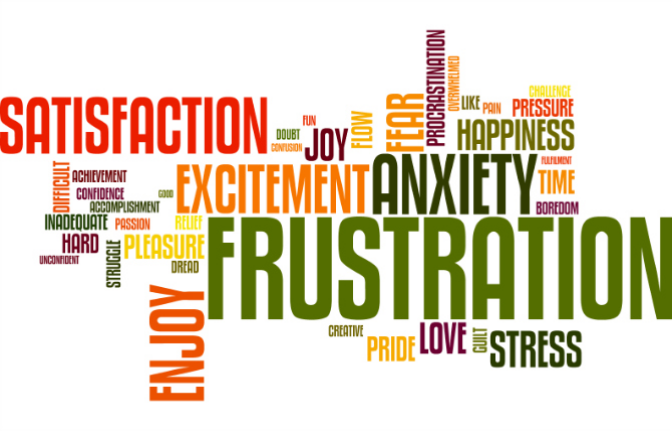 PROCRASTINATION
OVERWHELMED
SATISFACTION
FUN
DOUBT
CONFUSION
JOY
FLOW
FEAR
LIKE
PAIN
CHALLENGE
PRESSURE
HAPPINESS
DIFFICULT
ACHIEVEMENT
CONFIDENCE
ACCOMPLISHMENT
GOOD
EXCITEMENT
ANXIETY
FULFILMENT
TIME
BOREDOM
INADEQUATE
PASSION
RELIEF
HARD
UNCONFIDENT
STRUGGLE
PLEASURE
DREAD
FRUSTRATION
ENJOY
CREATIVE
PRIDE
LOVE
GUILT
STRESS